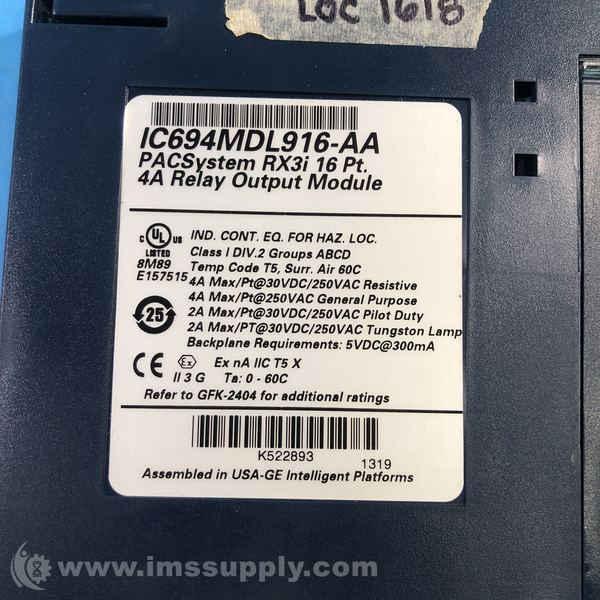 LOC 1618
IC694MDL916-AA
PACSystem RX3i 16 Pt.
4A Relay Output Module
C UL US
LISTED
8M89
E157515
IND. CONT. EQ. FOR HAZ. LOC.
Class I DIV.2 Groups ABCD
Temp Code T5, Surr. Air 60C
4A Max/Pt@30VDC/250VAC Resistive
4A Max/Pt@250VAC General Purpose
2A Max/Pt@30VDC/250VAC Pilot Duty
2A Max/PT@30VDC/250VAC Tungston Lamp
Backplane Requirements: 5VDC@300mA
25
CE Ex Ex nA IIC T5 X
II 3 G Ta: 0 - 60C
Refer to GFK-2404 for additional ratings
K522893
1319
Assembled in USA-GE Intelligent Platforms
www.imssupply.com